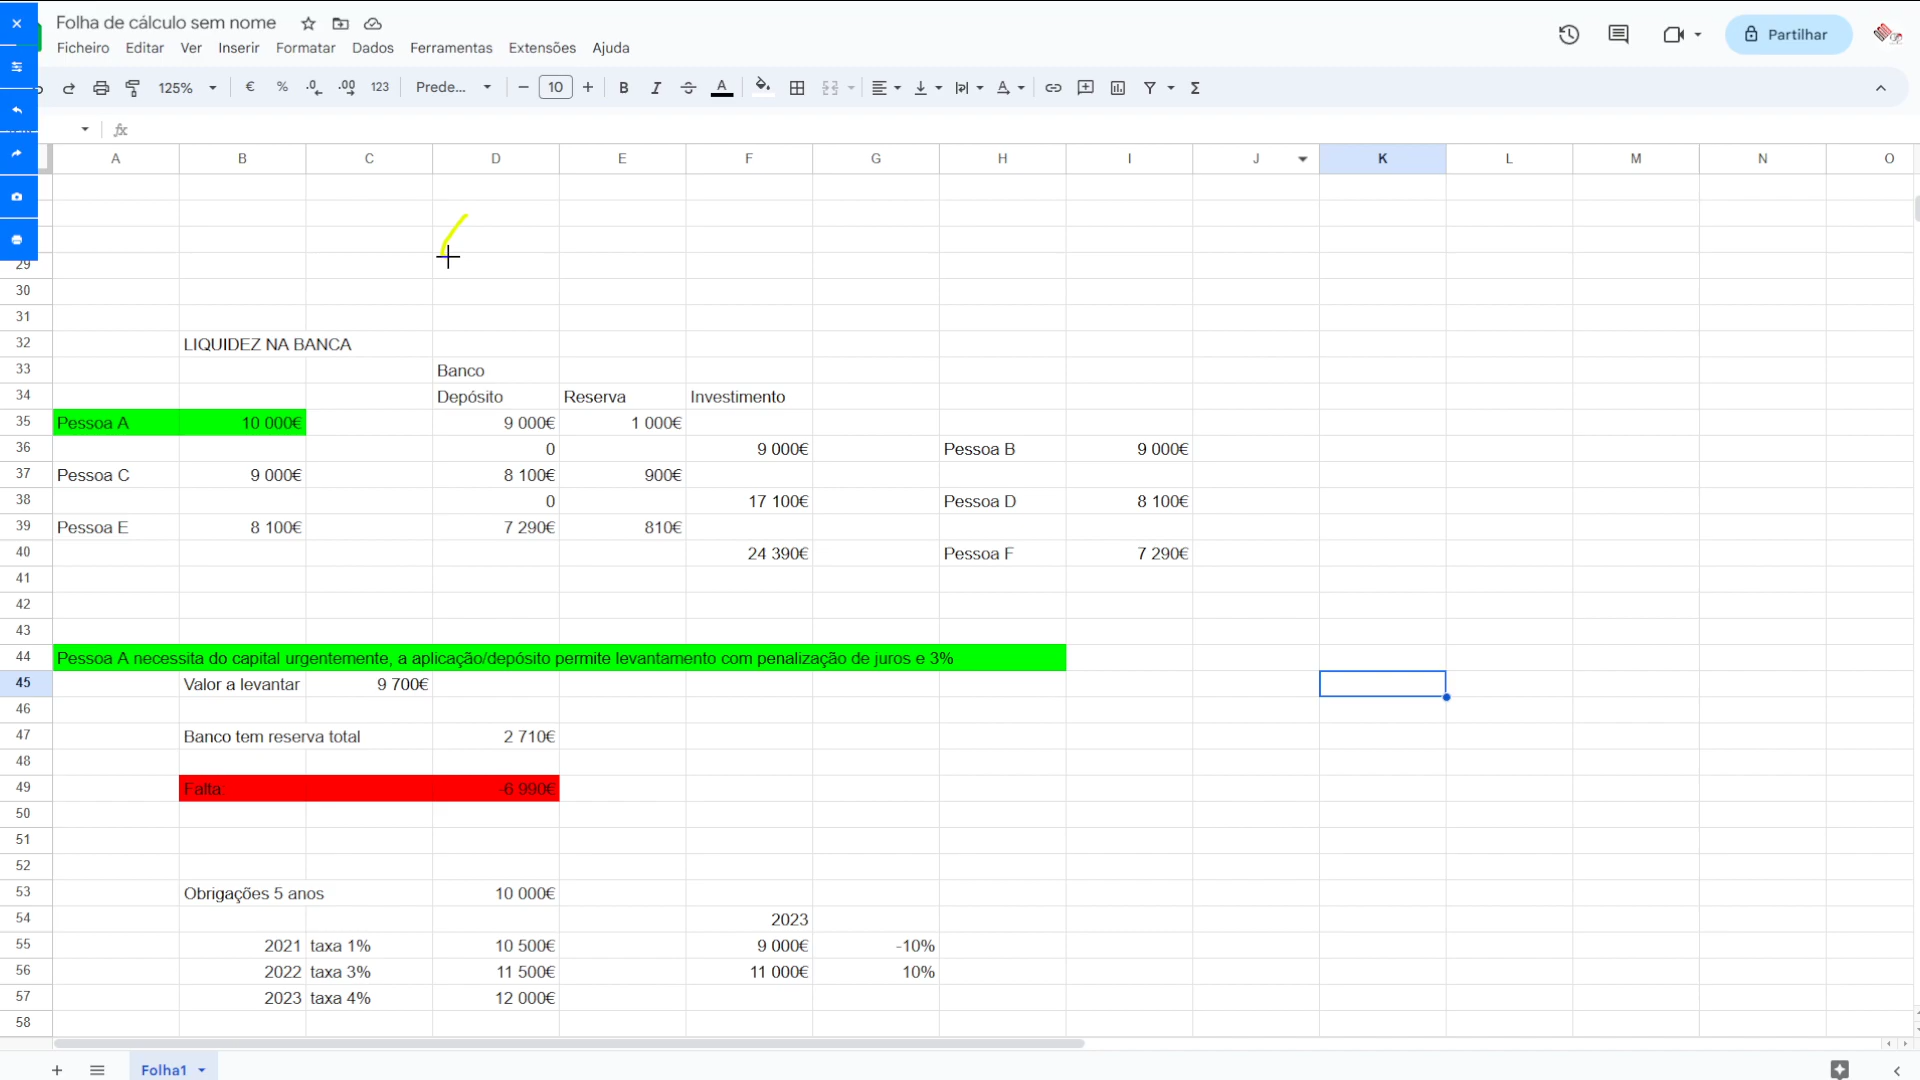 Folha de cálculo sem nome
Ficheiro Editar Ver Inserir Formatar Dados Ferramentas Extensões Ajuda
Partilhar
125% € % .0 .00 123 Prede... 10 B I A Σ
fx
A B C D E F G H I J K L M N O
29
30
31
32 LIQUIDEZ NA BANCA
33 Banco
34 Depósito Reserva Investimento
35 Pessoa A 10 000€ 9 000€ 1 000€
36 0 9 000€ Pessoa B 9 000€
37 Pessoa C 9 000€ 8 100€ 900€
38 0 17 100€ Pessoa D 8 100€
39 Pessoa E 8 100€ 7 290€ 810€
40 24 390€ Pessoa F 7 290€
41
42
43
44 Pessoa A necessita do capital urgentemente, a aplicação/depósito permite levantamento com penalização de juros e 3%
45 Valor a levantar 9 700€
46
47 Banco tem reserva total 2 710€
48
49 Falta: -6 990€
50
51
52
53 Obrigações 5 anos 10 000€
54 2023
55 2021 taxa 1% 10 500€ 9 000€ -10%
56 2022 taxa 3% 11 500€ 11 000€ 10%
57 2023 taxa 4% 12 000€
58
Folha1